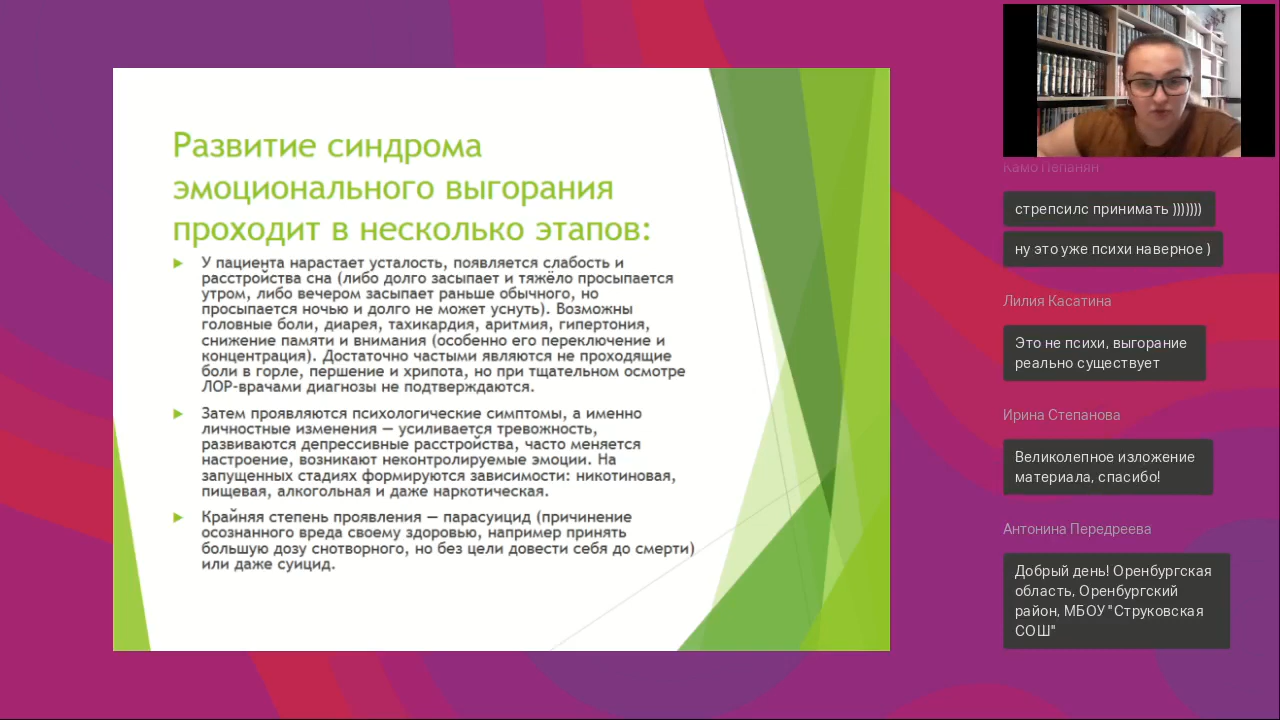 Развитие синдрома
эмоционального выгорания
проходит в несколько этапов:
У пациента нарастает усталость, появляется слабость и
расстройства сна (либо долго засыпает и тяжёло просыпается
утром, либо вечером засыпает раньше обычного, но
просыпается ночью и долго не может уснуть). Возможны
головные боли, диарея, тахикардия, аритмия, гипертония,
снижение памяти и внимания (особенно его переключение и
концентрация). Достаточно частыми являются не проходящие
боли в горле, першение и хрипота, но при тщательном осмотре
ЛОР-врачами диагнозы не подтверждаются.
Затем проявляются психологические симптомы, а именно
личностные изменения — усиливается тревожность,
развиваются депрессивные расстройства, часто меняется
настроение, возникают неконтролируемые эмоции. На
запущенных стадиях формируются зависимости: никотиновая,
пищевая, алкогольная и даже наркотическая.
Крайняя степень проявления — парасуицид (причинение
осознанного вреда своему здоровью, например принять
большую дозу снотворного, но без цели довести себя до смерти)
или даже суицид.
Камо Пепанян
стрепсилс принимать )))))))
ну это уже психи наверное )
Лилия Касатина
Это не психи, выгорание
реально существует
Ирина Степанова
Великолепное изложение
материала, спасибо!
Антонина Передреева
Добрый день! Оренбургская
область, Оренбургский
район, МБОУ "Струковская
СОШ"